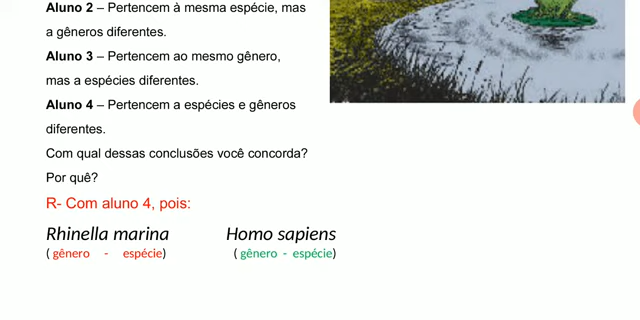 Aluno 2 – Pertencem à mesma espécie, mas
a gêneros diferentes.
Aluno 3 – Pertencem ao mesmo gênero,
mas a espécies diferentes.
Aluno 4 – Pertencem a espécies e gêneros
diferentes.
Com qual dessas conclusões você concorda?
Por quê?
R- Com aluno 4, pois:
Rhinella marina Homo sapiens
( gênero - espécie) ( gênero - espécie)